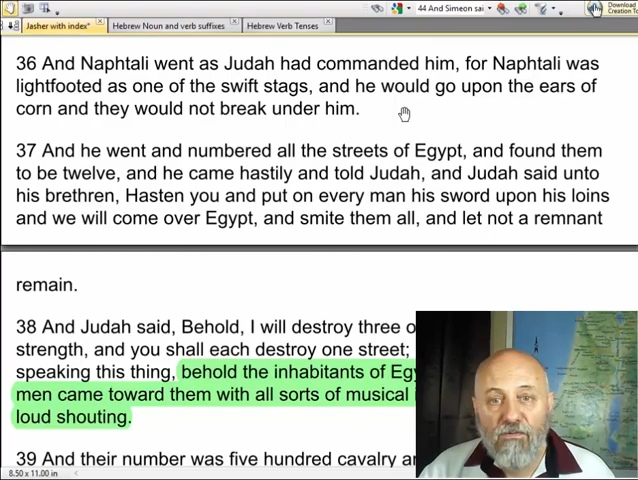 Jasher with index*
Hebrew Noun and verb suffixes
Hebrew Verb Tenses
44 And Simeon sai
Download
Creation To
36 And Naphtali went as Judah had commanded him, for Naphtali was
lightfooted as one of the swift stags, and he would go upon the ears of
corn and they would not break under him.
37 And he went and numbered all the streets of Egypt, and found them
to be twelve, and he came hastily and told Judah, and Judah said unto
his brethren, Hasten you and put on every man his sword upon his loins
and we will come over Egypt, and smite them all, and let not a remnant
remain.
38 And Judah said, Behold, I will destroy three o
strength, and you shall each destroy one street;
speaking this thing, behold the inhabitants of Egy
men came toward them with all sorts of musical i
loud shouting.
39 And their number was five hundred cavalry an
8.50 x 11.00 in